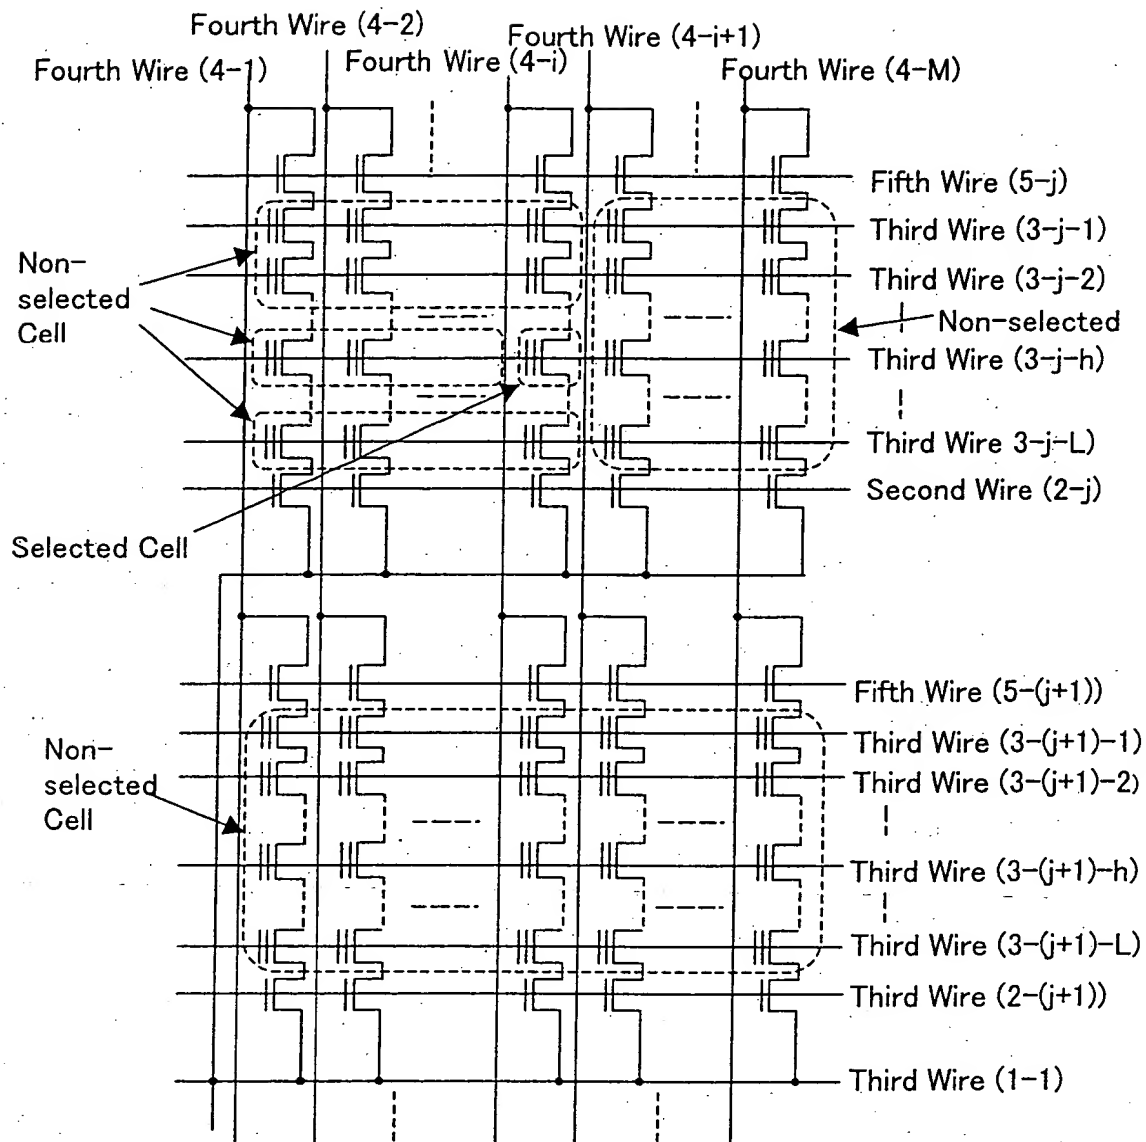 Fourth Wire (4-2)
Fourth Wire (4-i+1)
Fourth Wire (4-1)
Fourth Wire (4-i)
Fourth Wire (4-M)
Fifth Wire (5-j)
Third Wire (3-j-1)
Third Wire (3-j-2)
Non-
selected
Cell
Non-selected
Third Wire (3-j-h)
Third Wire 3-j-L)
Second Wire (2-j)
Selected Cell
Fifth Wire (5-(j+1))
Third Wire (3-(j+1)-1)
Third Wire (3-(j+1)-2)
Non-
selected
Cell
Third Wire (3-(j+1)-h)
Third Wire (3-(j+1)-L)
Third Wire (2-(j+1))
Third Wire (1-1)